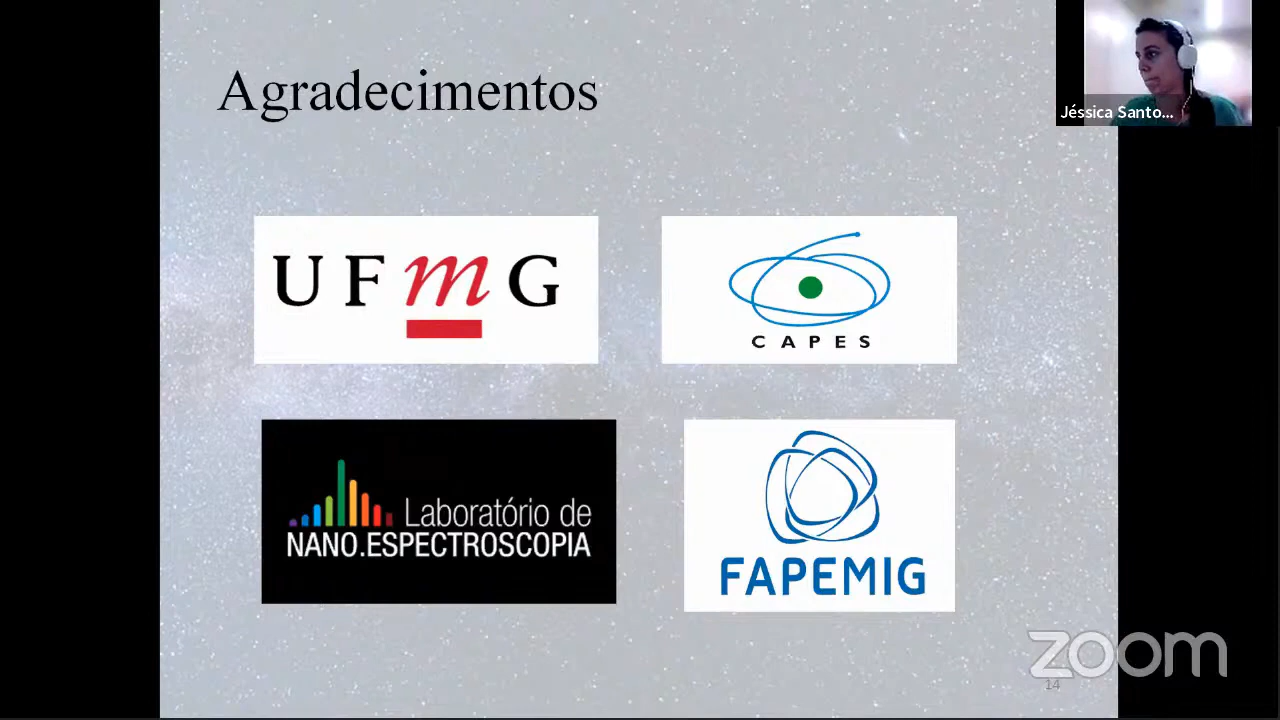 Agradecimentos
Jéssica Santo...
UFmG
CAPES
Laboratório de
NANO.ESPECTROSCOPIA
FAPEMIG
zoom
14